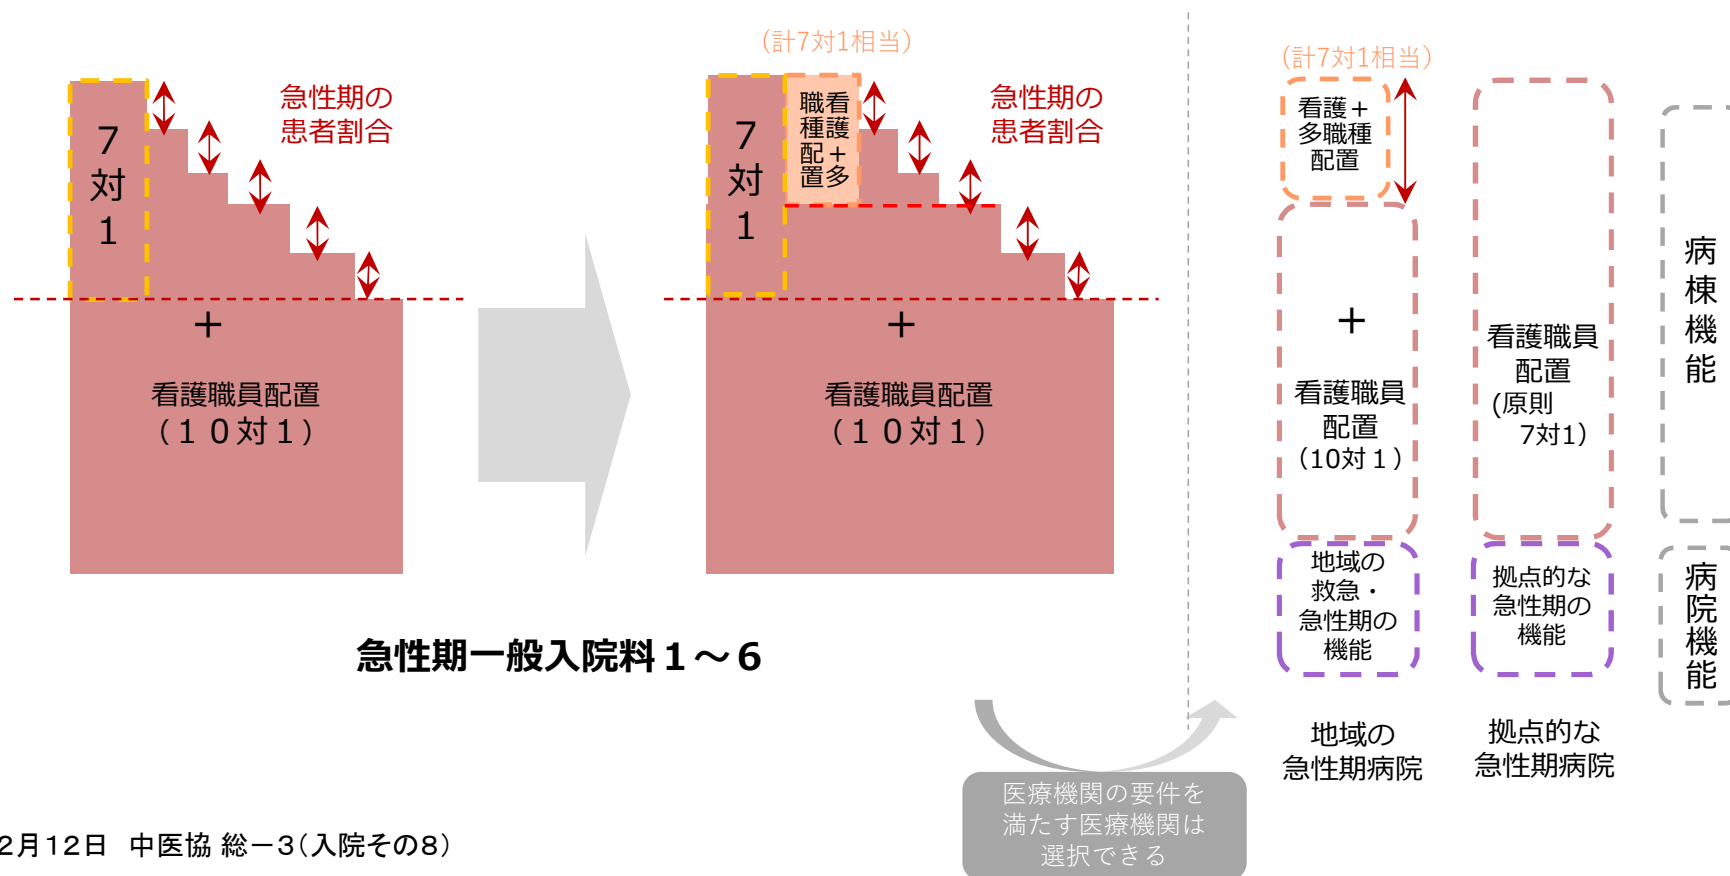 7
対
1
急性期の
患者割合
+
看護職員配置
(１０対１)
(計7対1相当)
7
対
1
看護+多
職種配置
急性期の
患者割合
+
看護職員配置
(１０対１)
急性期一般入院料１～６
(計7対1相当)
看護+
多職種
配置
+
看護職員
配置
(10対１)
地域の
救急・
急性期の
機能
地域の
急性期病院
看護職員
配置
(原則
7対1)
拠点的な
急性期の
機能
拠点的な
急性期病院
病棟機能
病院機能
医療機関の要件を
満たす医療機関は
選択できる
2月12日 中医協 総－3(入院その8)